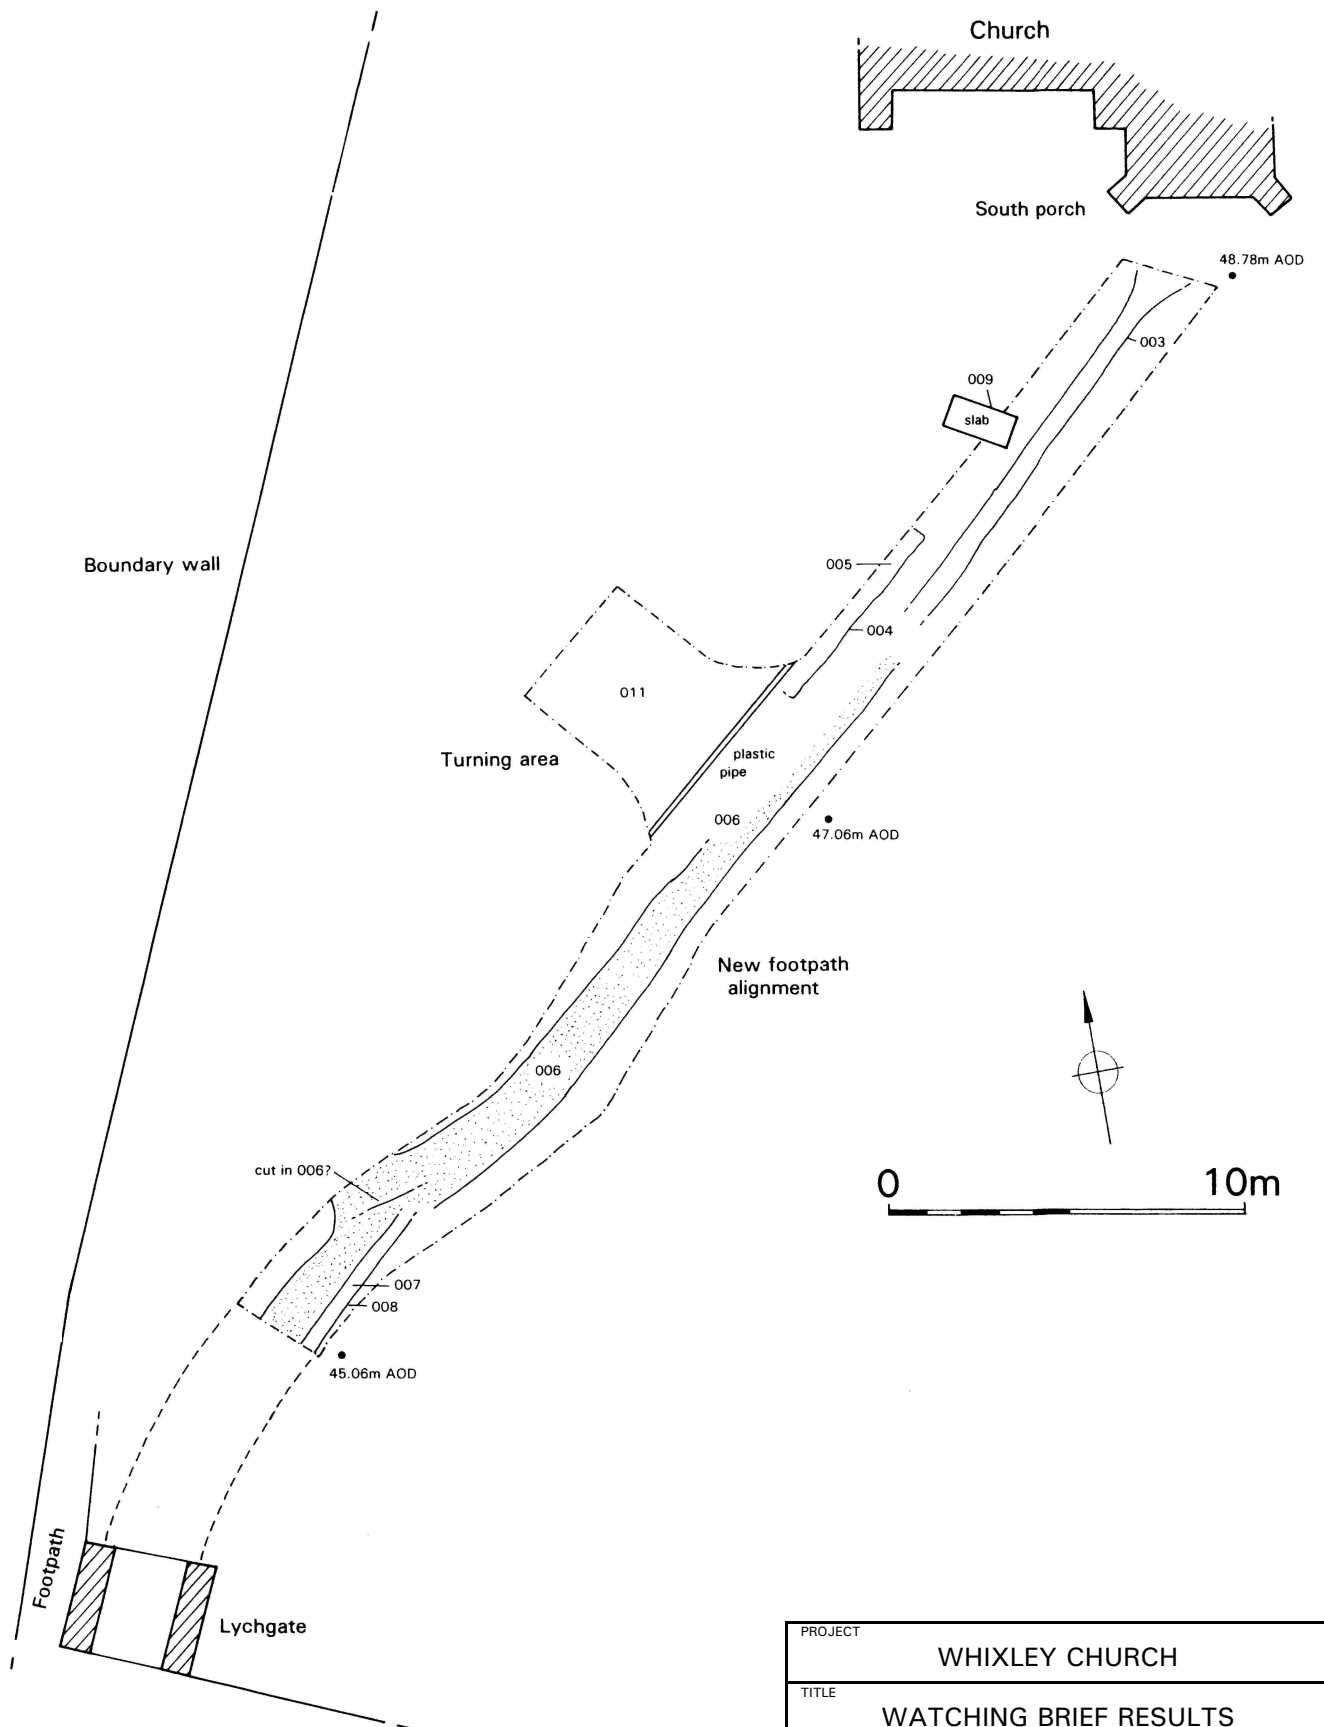 Church
South porch
48.78m AOD
003
009
slab
Boundary wall
005
004
011
Turning area
plastic
pipe
006
47.06m AOD
New footpath
alignment
006
cut in 006?
0 10m
007
008
45.06m AOD
Footpath
Lychgate
PROJECT
WHIXLEY CHURCH
TITLE
WATCHING BRIEF RESULTS